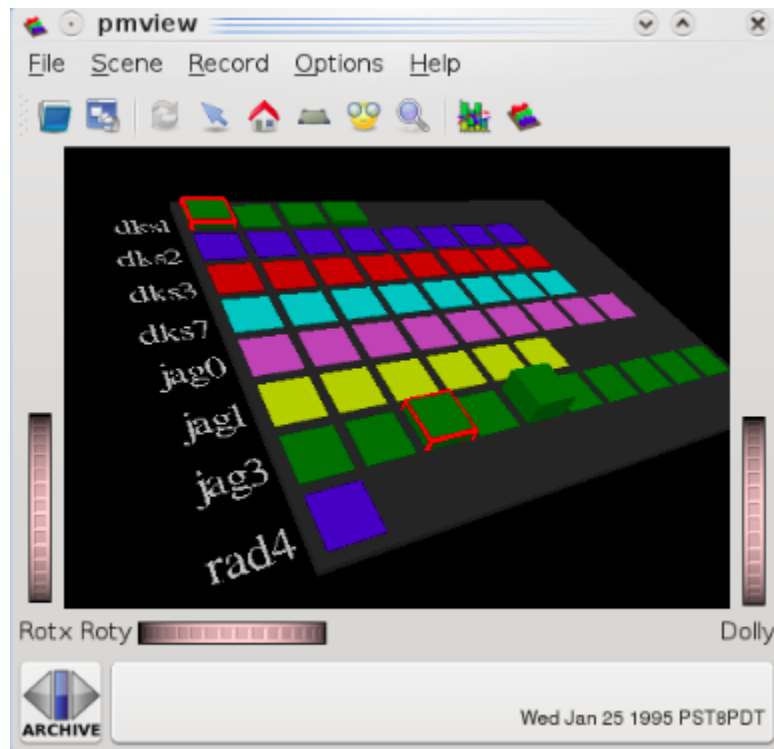 pmview
File Scene Record Options Help
dks1
dks2
dks3
dks7
jag0
jag1
jag3
rad4
Rotx Roty
Dolly
ARCHIVE
Wed Jan 25 1995 PST8PDT